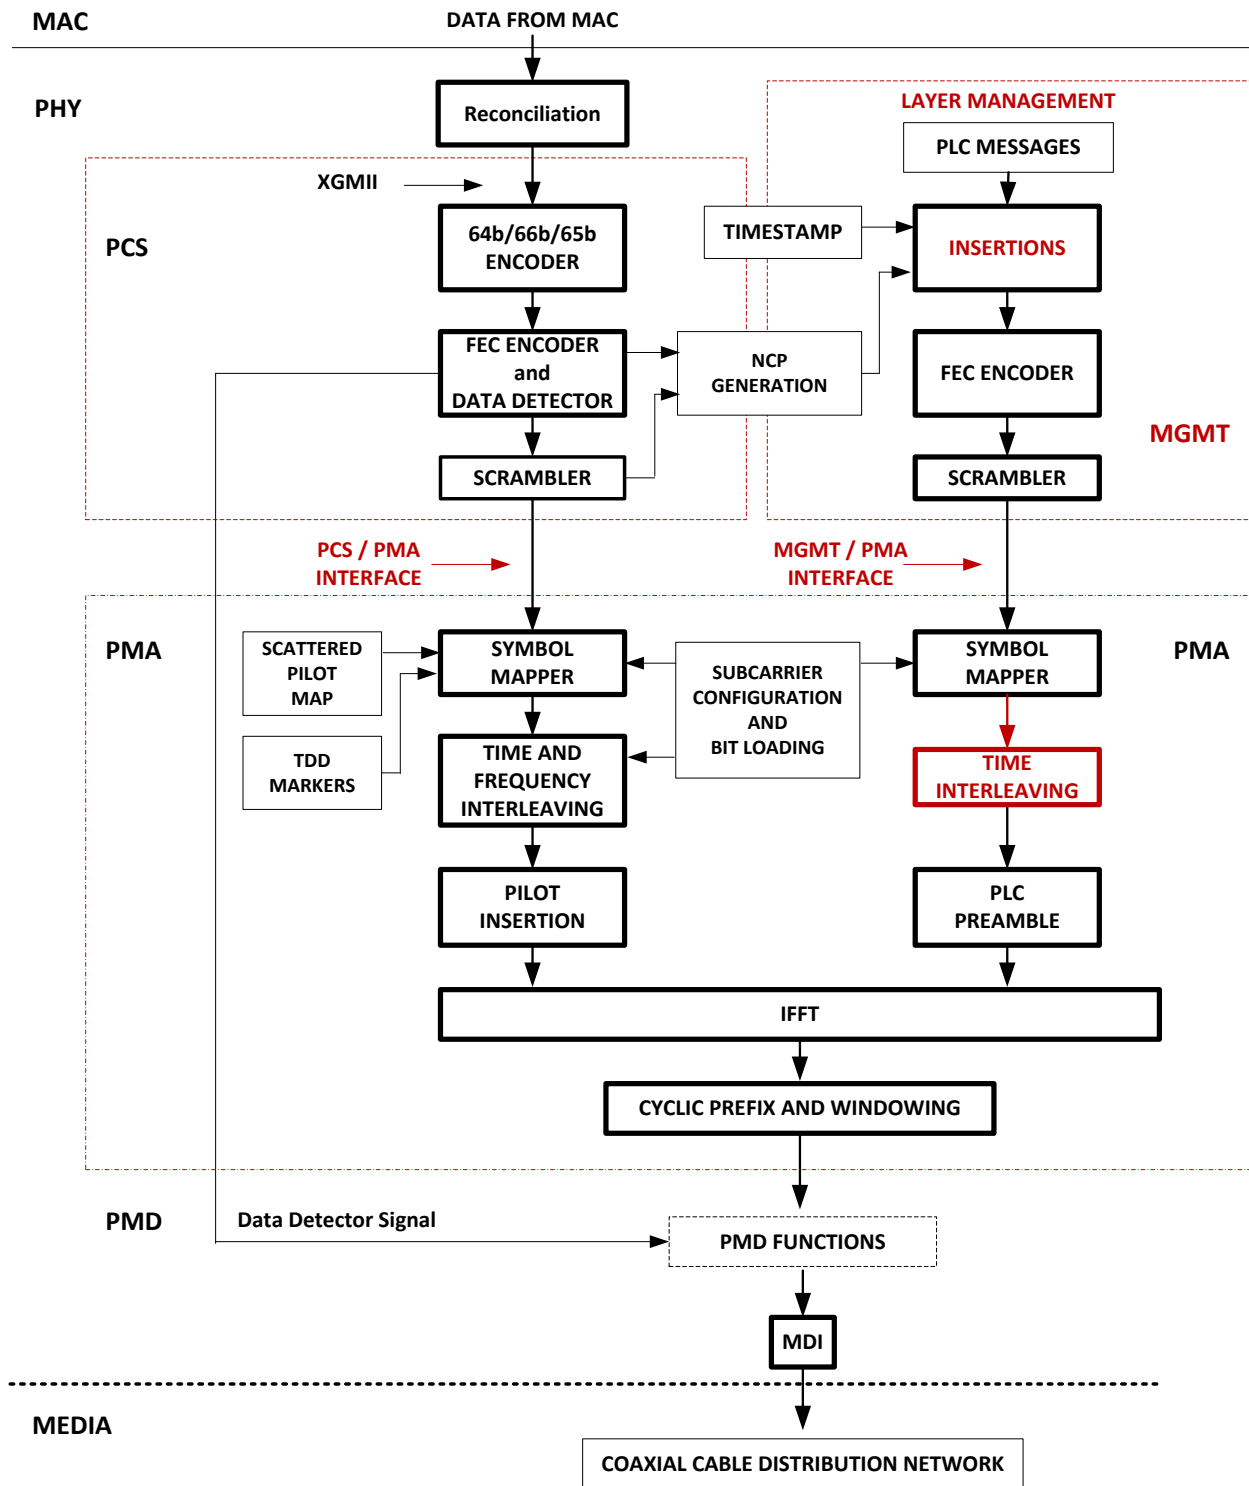 MAC
DATA FROM MAC
PHY
Reconciliation
LAYER MANAGEMENT
PLC MESSAGES
XGMII
PCS
64b/66b/65b
ENCODER
TIMESTAMP
INSERTIONS
FEC ENCODER
and
DATA DETECTOR
NCP
GENERATION
FEC ENCODER
MGMT
SCRAMBLER
SCRAMBLER
PCS / PMA
INTERFACE
MGMT / PMA
INTERFACE
PMA
SCATTERED
PILOT
MAP
SYMBOL
MAPPER
SUBCARRIER
CONFIGURATION
AND
BIT LOADING
SYMBOL
MAPPER
PMA
TDD
MARKERS
TIME AND
FREQUENCY
INTERLEAVING
TIME
INTERLEAVING
PILOT
INSERTION
PLC
PREAMBLE
IFFT
CYCLIC PREFIX AND WINDOWING
PMD
Data Detector Signal
PMD FUNCTIONS
MDI
MEDIA
COAXIAL CABLE DISTRIBUTION NETWORK